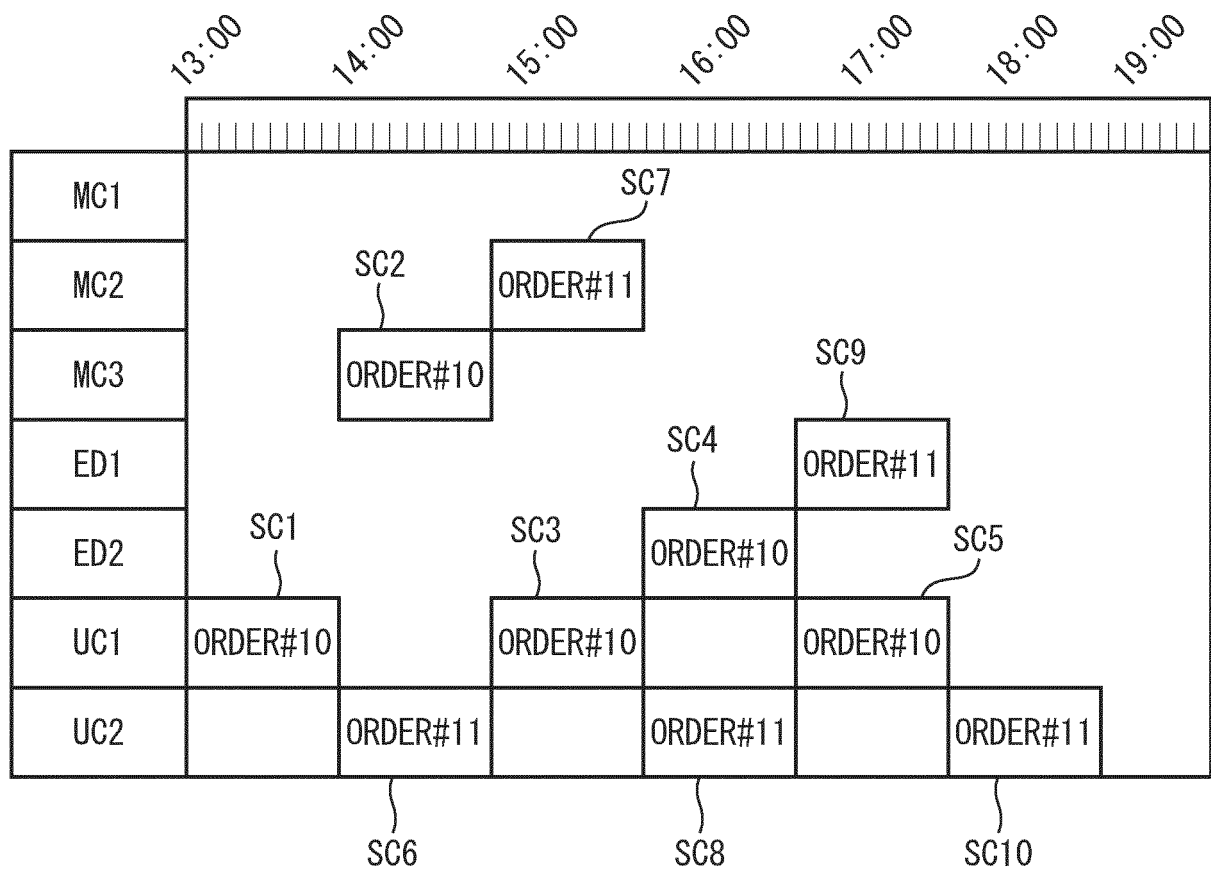 13:00 14:00 15:00 16:00 17:00 18:00 19:00
MC1
SC7
MC2 SC2 ORDER#11
MC3 ORDER#10 SC9
ED1 SC4 ORDER#11
ED2 SC1 SC3 ORDER#10 SC5
UC1 ORDER#10 ORDER#10 ORDER#10
UC2 ORDER#11 ORDER#11 ORDER#11
SC6 SC8 SC10